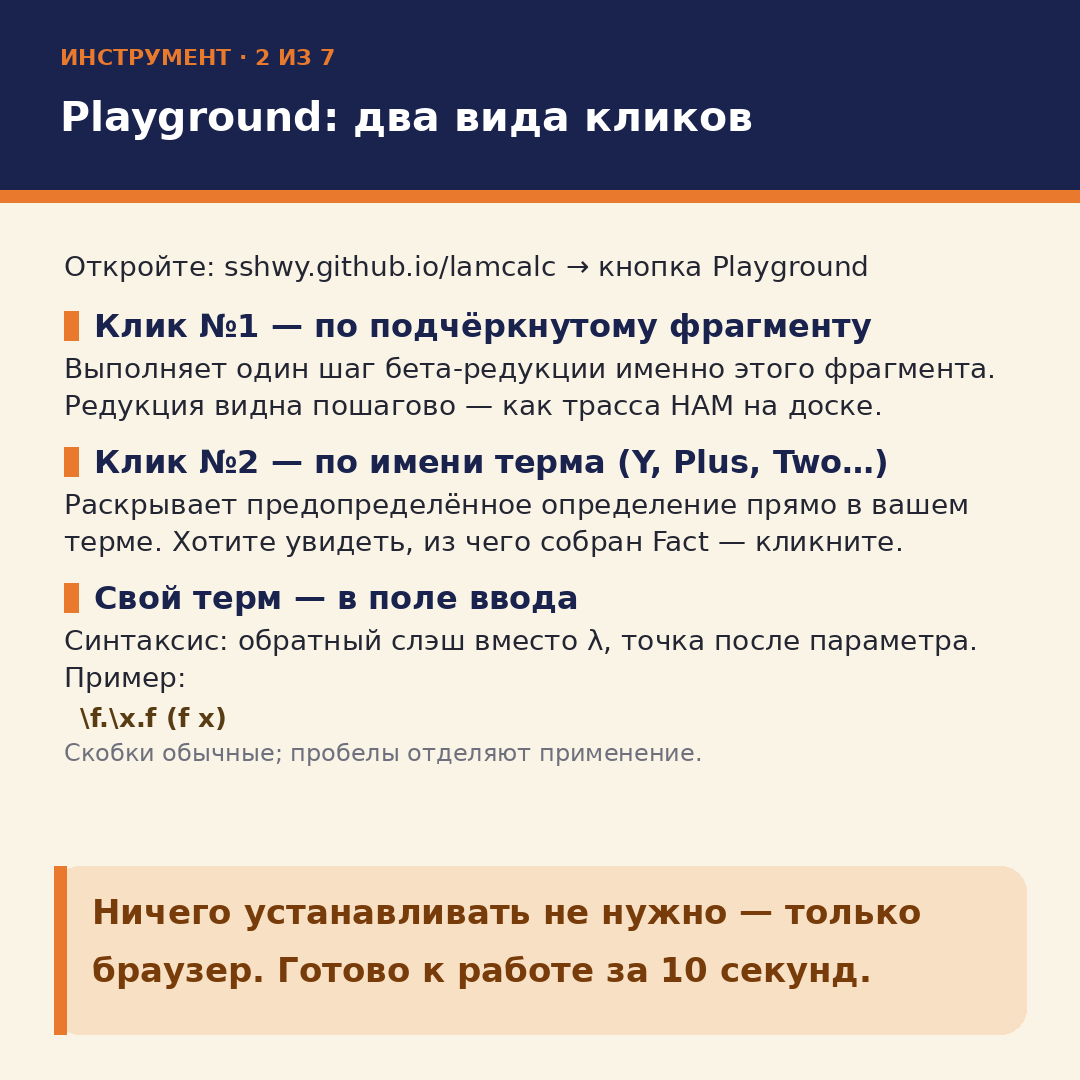 ИНСТРУМЕНТ · 2 ИЗ 7
Playground: два вида кликов
Откройте: sshwy.github.io/lamcalc → кнопка Playground
Клик №1 — по подчёркнутому фрагменту
Выполняет один шаг бета-редукции именно этого фрагмента.
Редукция видна пошагово — как трасса НАМ на доске.
Клик №2 — по имени терма (Y, Plus, Two…)
Раскрывает предопределённое определение прямо в вашем
терме. Хотите увидеть, из чего собран Fact — кликните.
Свой терм — в поле ввода
Синтаксис: обратный слэш вместо λ, точка после параметра.
Пример:
\f.\x.f (f x)
Скобки обычные; пробелы отделяют применение.
Ничего устанавливать не нужно — только
браузер. Готово к работе за 10 секунд.